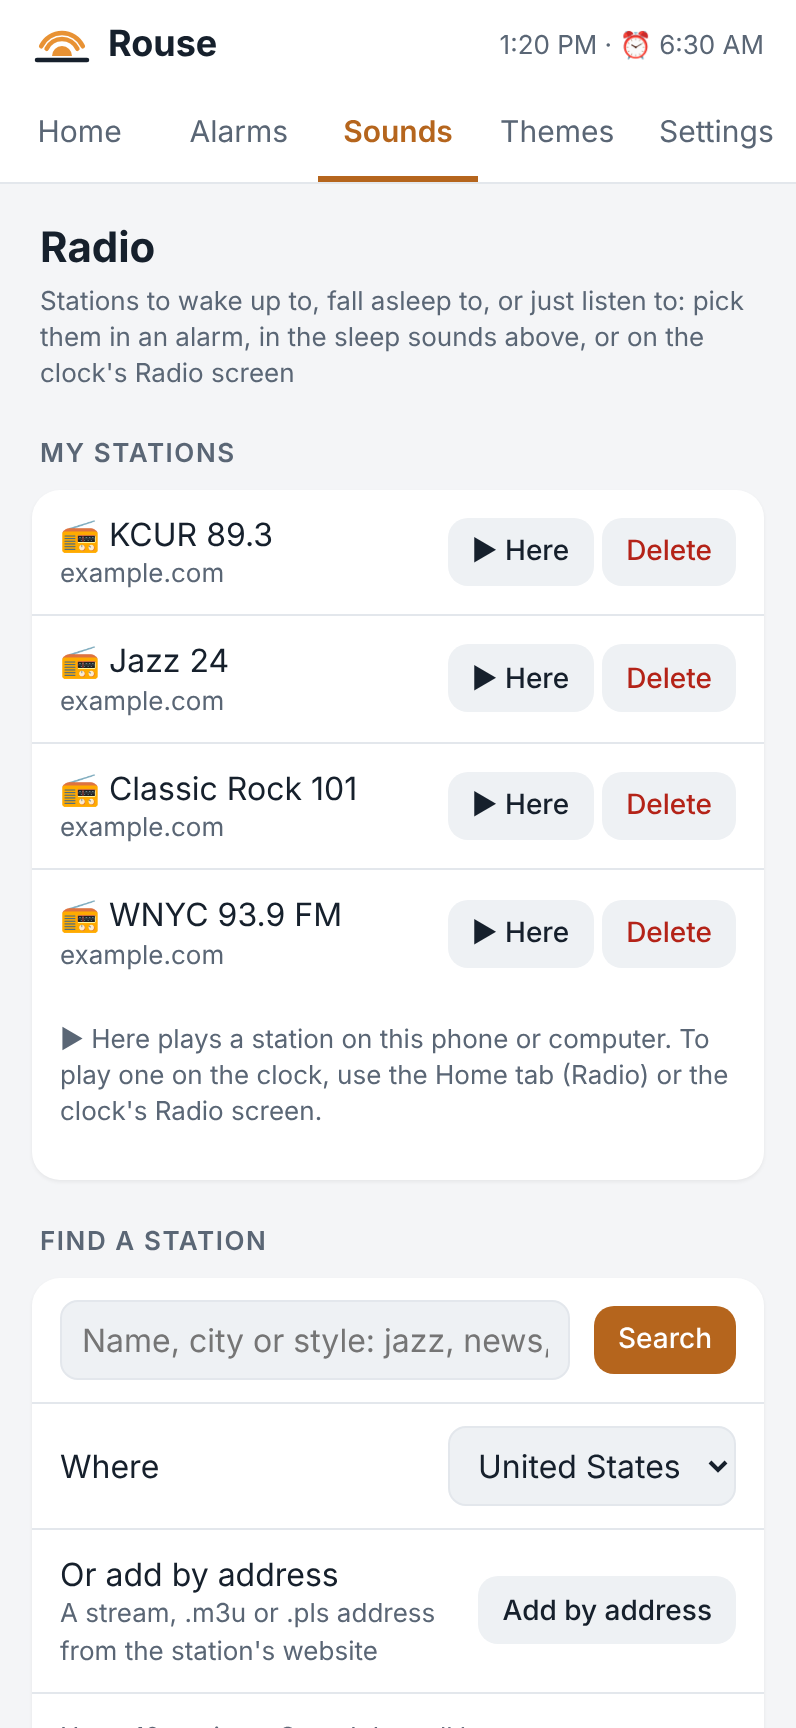 Rouse
1:20 PM · ⏰ 6:30 AM
Home Alarms Sounds Themes Settings
Radio
Stations to wake up to, fall asleep to, or just listen to: pick
them in an alarm, in the sleep sounds above, or on the
clock's Radio screen
MY STATIONS
📻 KCUR 89.3
example.com
▶ Here Delete
📻 Jazz 24
example.com
▶ Here Delete
📻 Classic Rock 101
example.com
▶ Here Delete
📻 WNYC 93.9 FM
example.com
▶ Here Delete
▶ Here plays a station on this phone or computer. To
play one on the clock, use the Home tab (Radio) or the
clock's Radio screen.
FIND A STATION
Name, city or style: jazz, news,
Search
Where
United States
Or add by address
A stream, .m3u or .pls address
from the station's website
Add by address